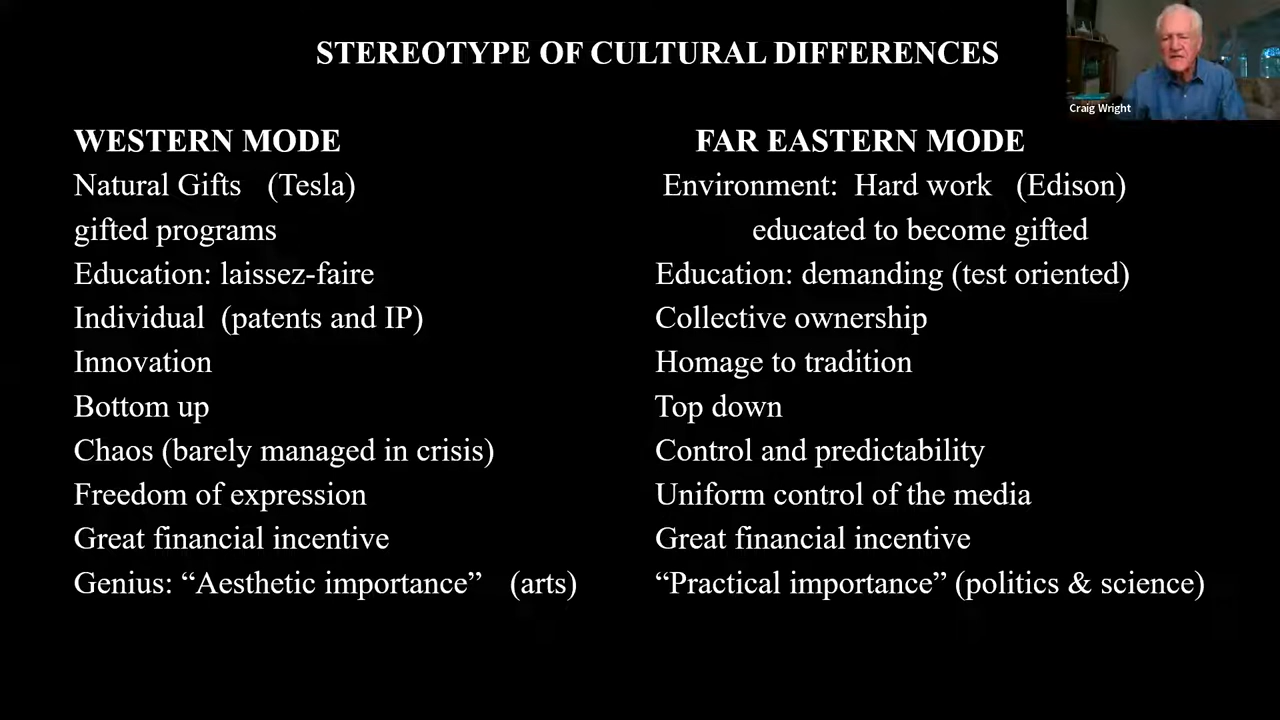 STEREOTYPE OF CULTURAL DIFFERENCES
Craig Wright
WESTERN MODE
Natural Gifts (Tesla)
gifted programs
Education: laissez-faire
Individual (patents and IP)
Innovation
Bottom up
Chaos (barely managed in crisis)
Freedom of expression
Great financial incentive
Genius: “Aesthetic importance” (arts)
FAR EASTERN MODE
Environment: Hard work (Edison)
educated to become gifted
Education: demanding (test oriented)
Collective ownership
Homage to tradition
Top down
Control and predictability
Uniform control of the media
Great financial incentive
“Practical importance” (politics & science)